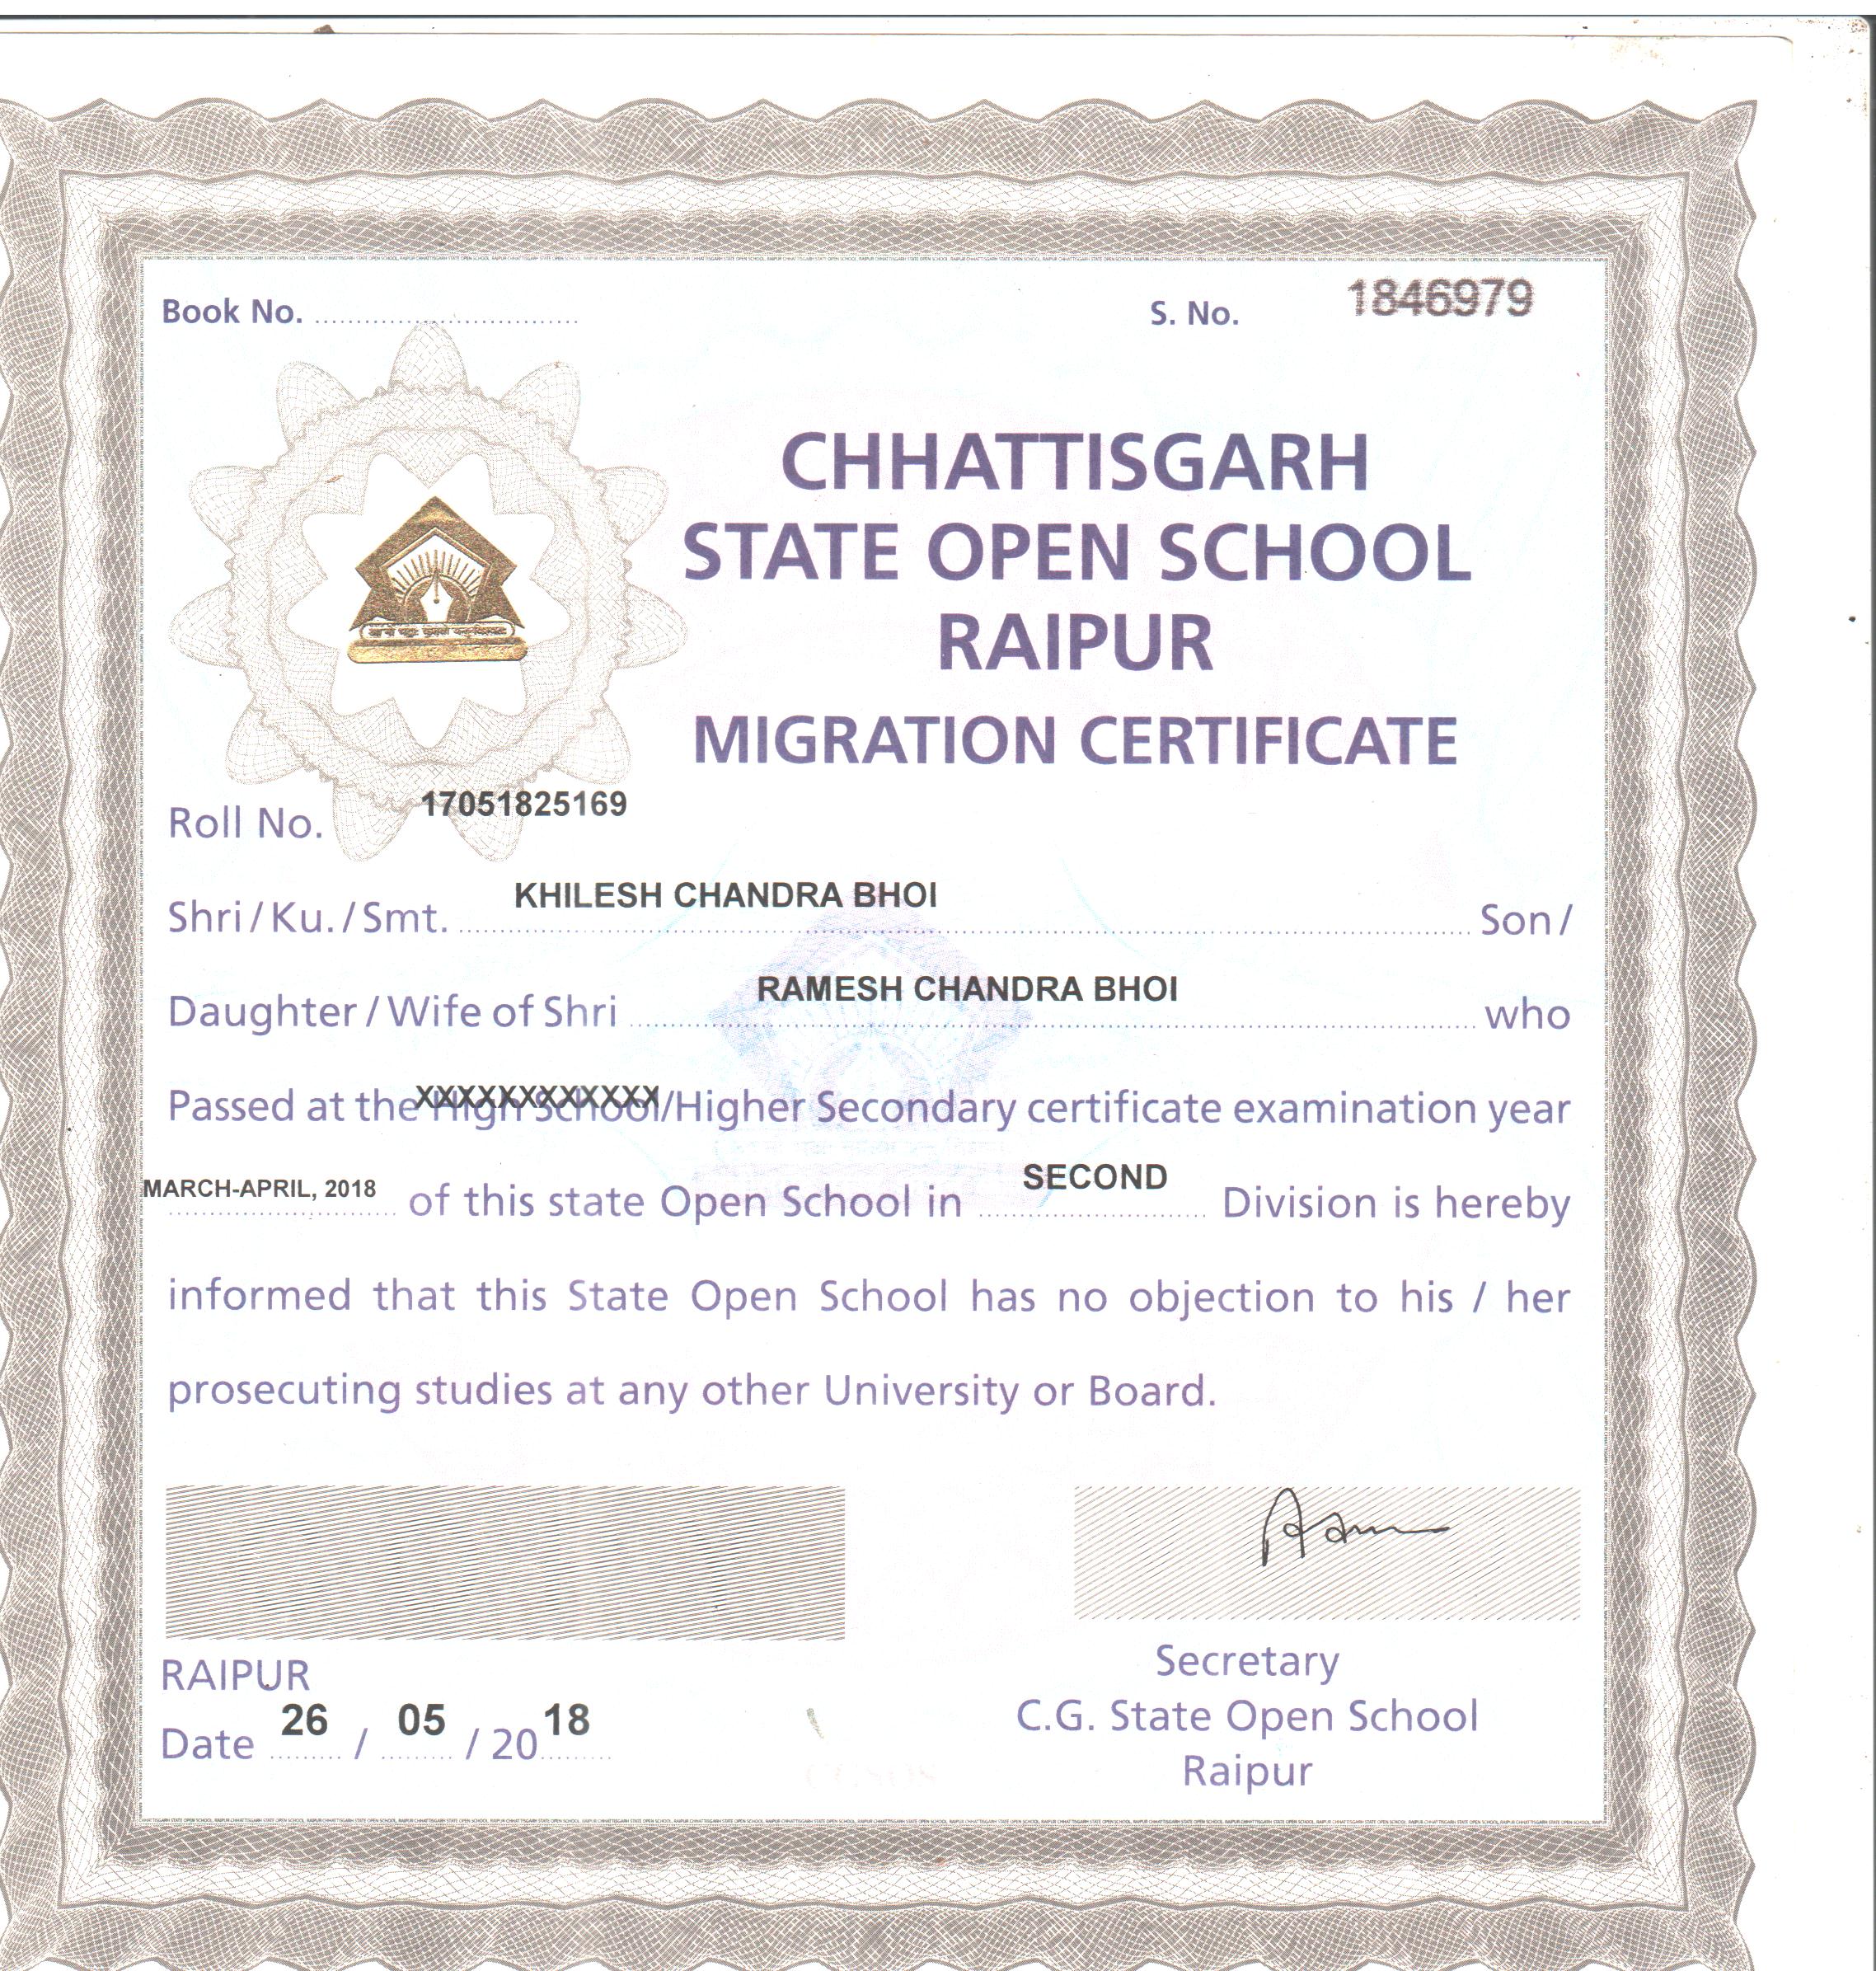 Book No. ................................ S. No. 1846979
CHHATTISGARH
STATE OPEN SCHOOL
RAIPUR
MIGRATION CERTIFICATE
Roll No. 17051825169
Shri / Ku. / Smt. KHILESH CHANDRA BHOI Son /
Daughter / Wife of Shri RAMESH CHANDRA BHOI who
Passed at the XXXXXXXXXXXX High School/Higher Secondary certificate examination year
MARCH-APRIL, 2018 of this state Open School in SECOND Division is hereby
informed that this State Open School has no objection to his / her
prosecuting studies at any other University or Board.
RAIPUR
Date 26 / 05 / 2018
Secretary
C.G. State Open School
Raipur